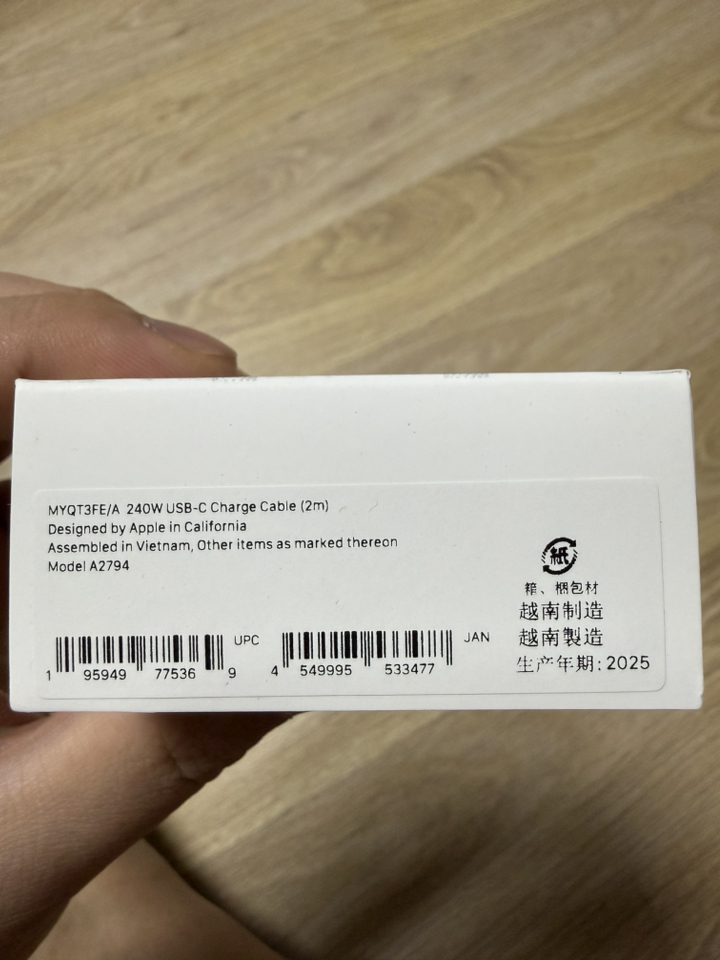 MYQT3FE/A 240W USB-C Charge Cable (2m)
Designed by Apple in California
Assembled in Vietnam, Other items as marked thereon
Model A2794
UPC
1 95949 77536 9
JAN
4 549995 533477
紙
箱、梱包材
越南制造
越南製造
生产年期: 2025